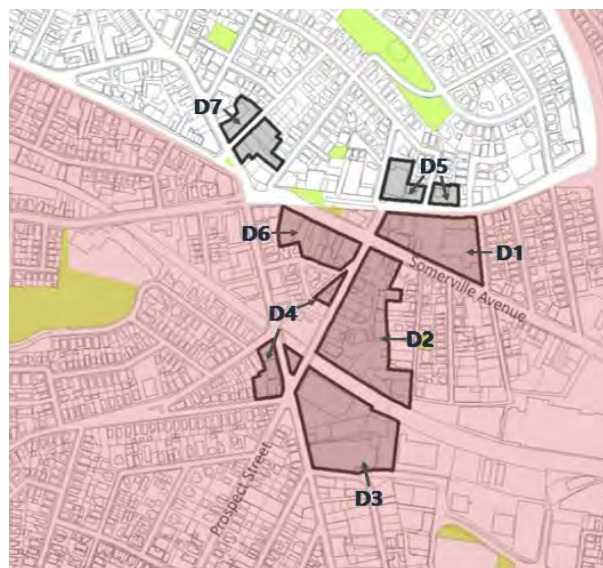 D7
D5
D6
D1
Somerville Avenue
D4
D2
Prospect Street
D3